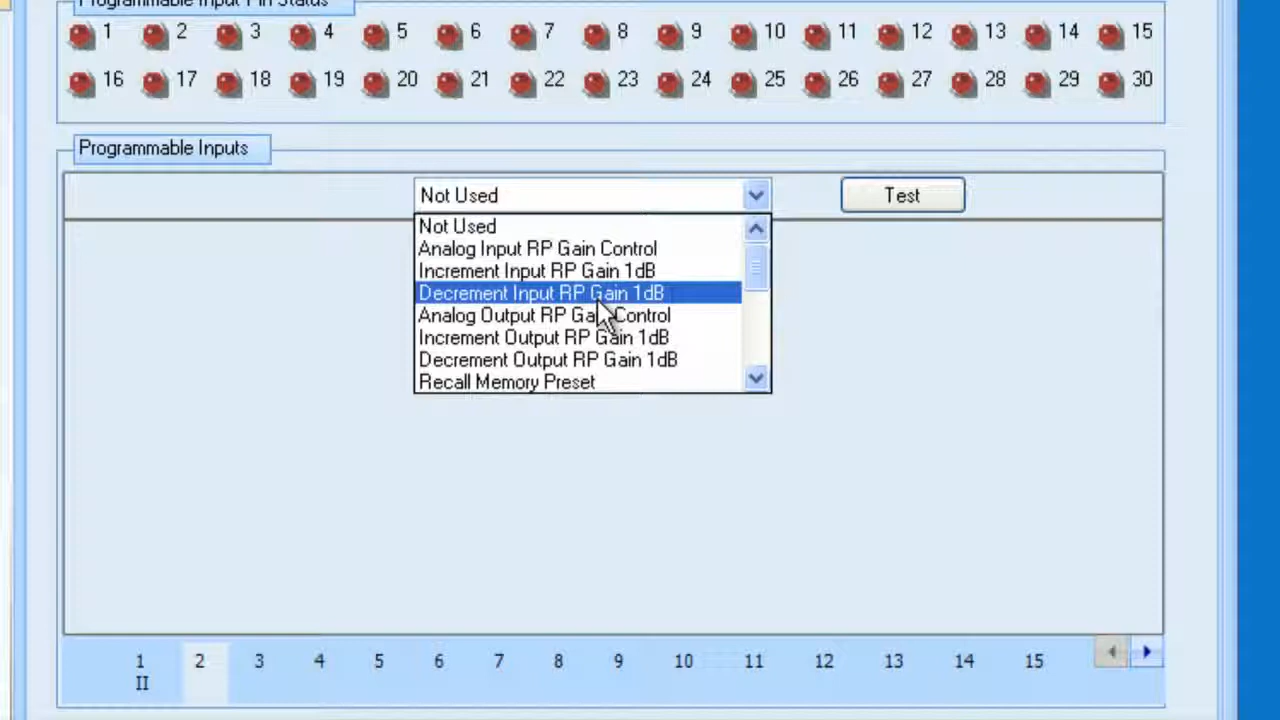 Programmable Input Pin Status
1 2 3 4 5 6 7 8 9 10 11 12 13 14 15
16 17 18 19 20 21 22 23 24 25 26 27 28 29 30
Programmable Inputs
Not Used Test
Not Used
Analog Input RP Gain Control
Increment Input RP Gain 1dB
Decrement Input RP Gain 1dB
Analog Output RP Gain Control
Increment Output RP Gain 1dB
Decrement Output RP Gain 1dB
Recall Memory Preset
1 2 3 4 5 6 7 8 9 10 11 12 13 14 15
II